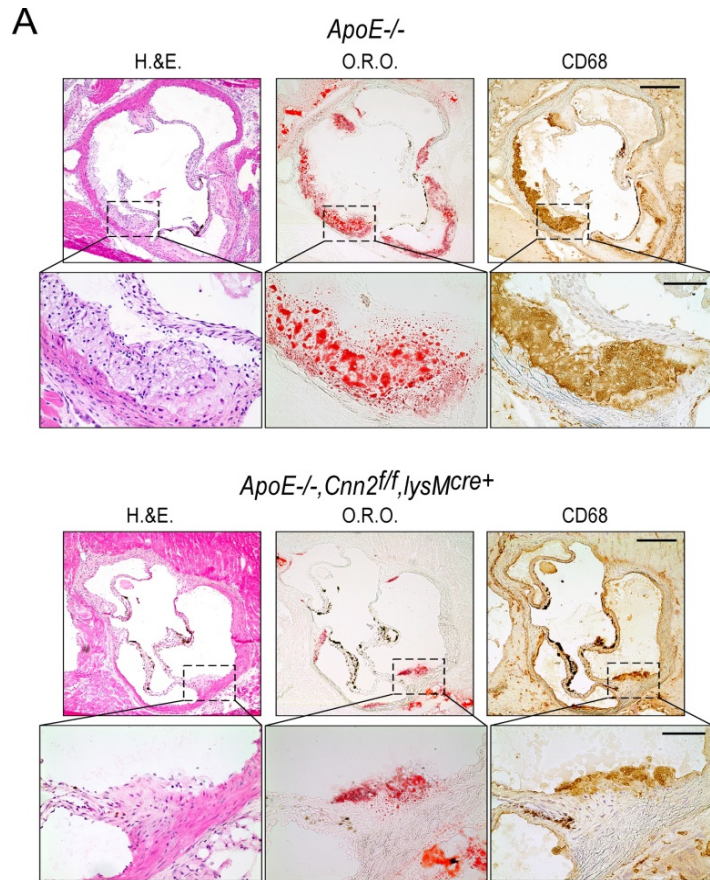 A
ApoE-/-
H.&E. O.R.O. CD68
ApoE-/-,Cnn2f/f,lysMcre+
H.&E. O.R.O. CD68